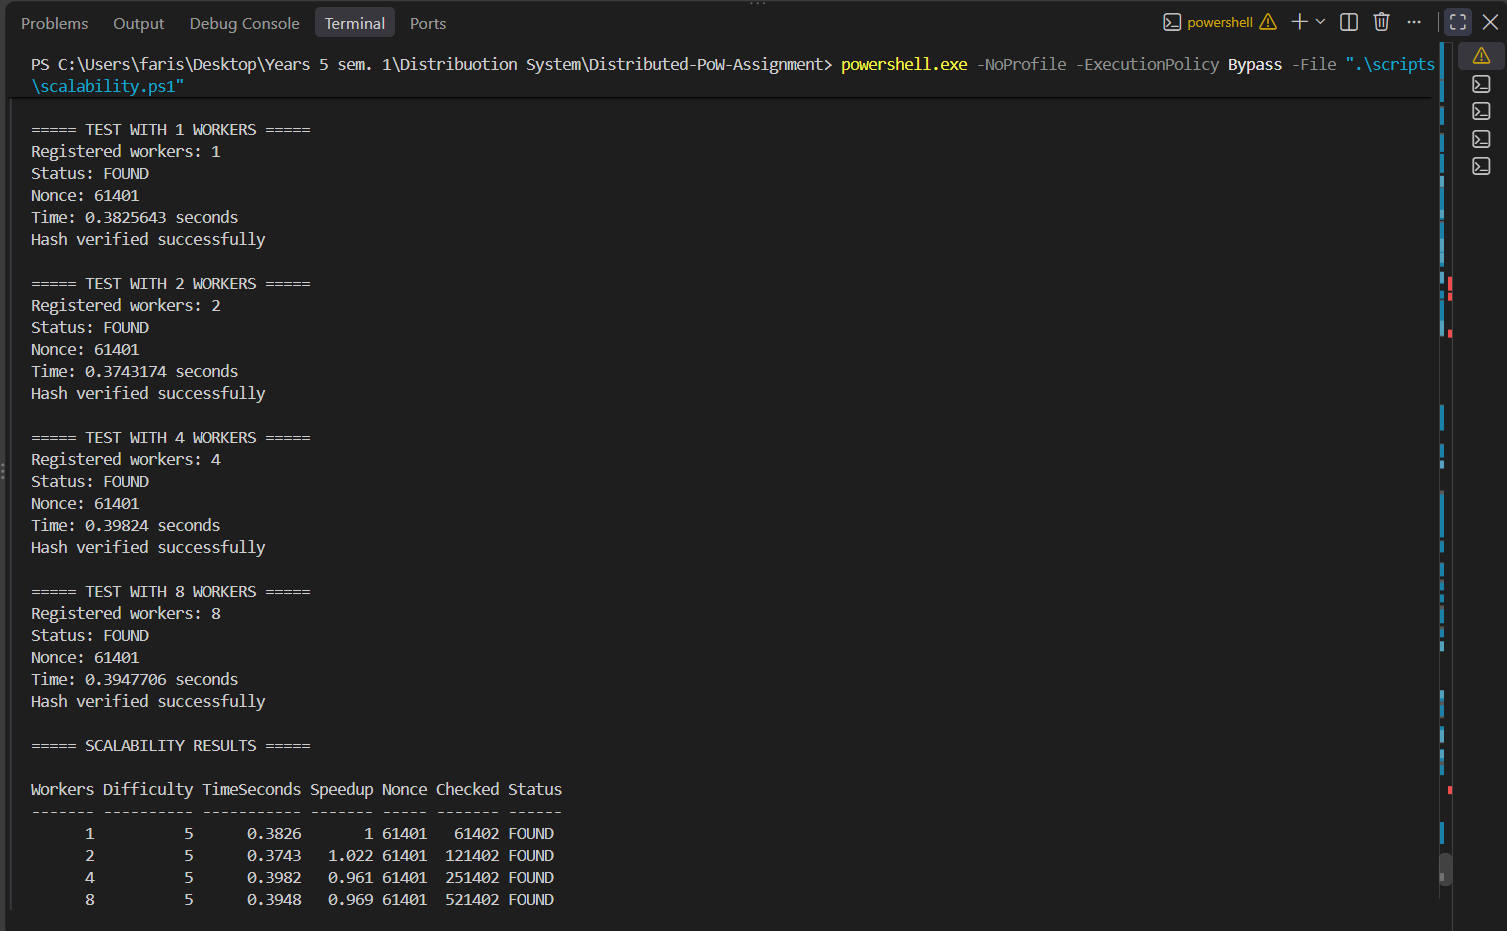 Problems Output Debug Console Terminal Ports powershell
PS C:\Users\faris\Desktop\Years 5 sem. 1\Distribuotion System\Distributed-PoW-Assignment> powershell.exe -NoProfile -ExecutionPolicy Bypass -File ".\scripts
\scalability.ps1"
===== TEST WITH 1 WORKERS =====
Registered workers: 1
Status: FOUND
Nonce: 61401
Time: 0.3825643 seconds
Hash verified successfully
===== TEST WITH 2 WORKERS =====
Registered workers: 2
Status: FOUND
Nonce: 61401
Time: 0.3743174 seconds
Hash verified successfully
===== TEST WITH 4 WORKERS =====
Registered workers: 4
Status: FOUND
Nonce: 61401
Time: 0.39824 seconds
Hash verified successfully
===== TEST WITH 8 WORKERS =====
Registered workers: 8
Status: FOUND
Nonce: 61401
Time: 0.3947706 seconds
Hash verified successfully
===== SCALABILITY RESULTS =====
Workers Difficulty TimeSeconds Speedup Nonce Checked Status
------- ---------- ----------- ------- ----- ------- ------
1 5 0.3826 1 61401 61402 FOUND
2 5 0.3743 1.022 61401 121402 FOUND
4 5 0.3982 0.961 61401 251402 FOUND
8 5 0.3948 0.969 61401 521402 FOUND